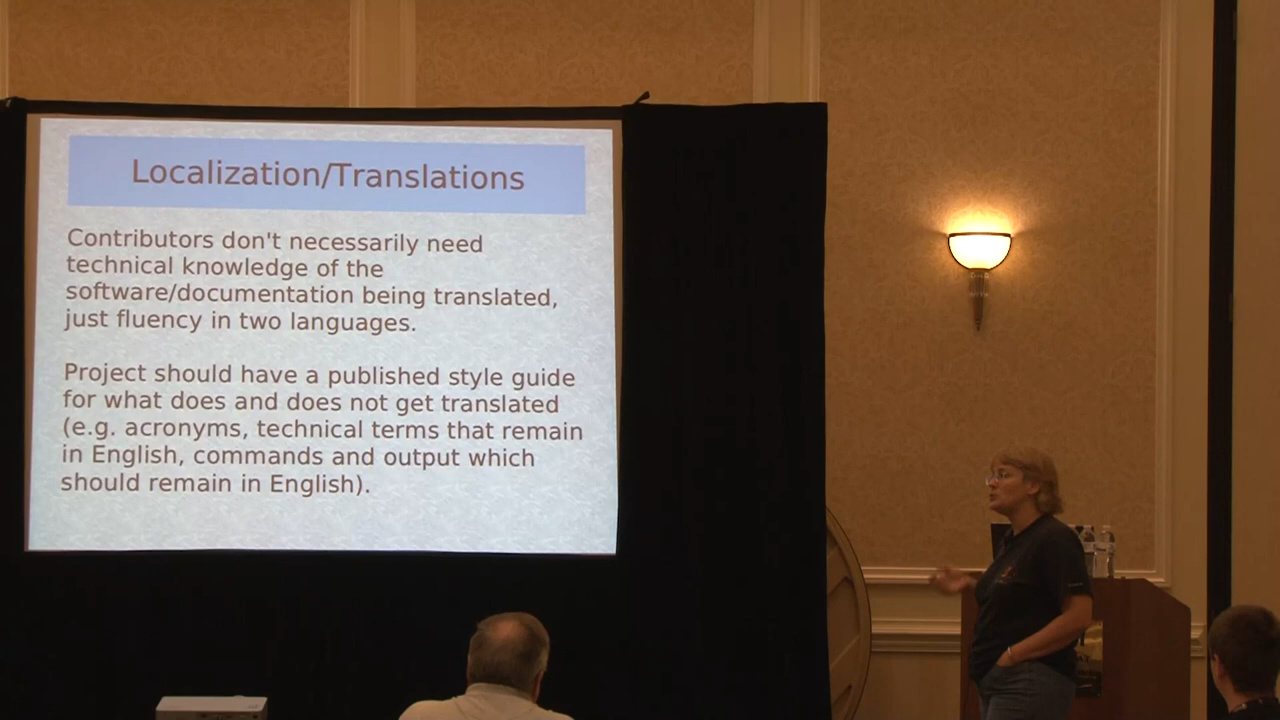 Localization/Translations
Contributors don't necessarily need
technical knowledge of the
software/documentation being translated,
just fluency in two languages.
Project should have a published style guide
for what does and does not get translated
(e.g. acronyms, technical terms that remain
in English, commands and output which
should remain in English).